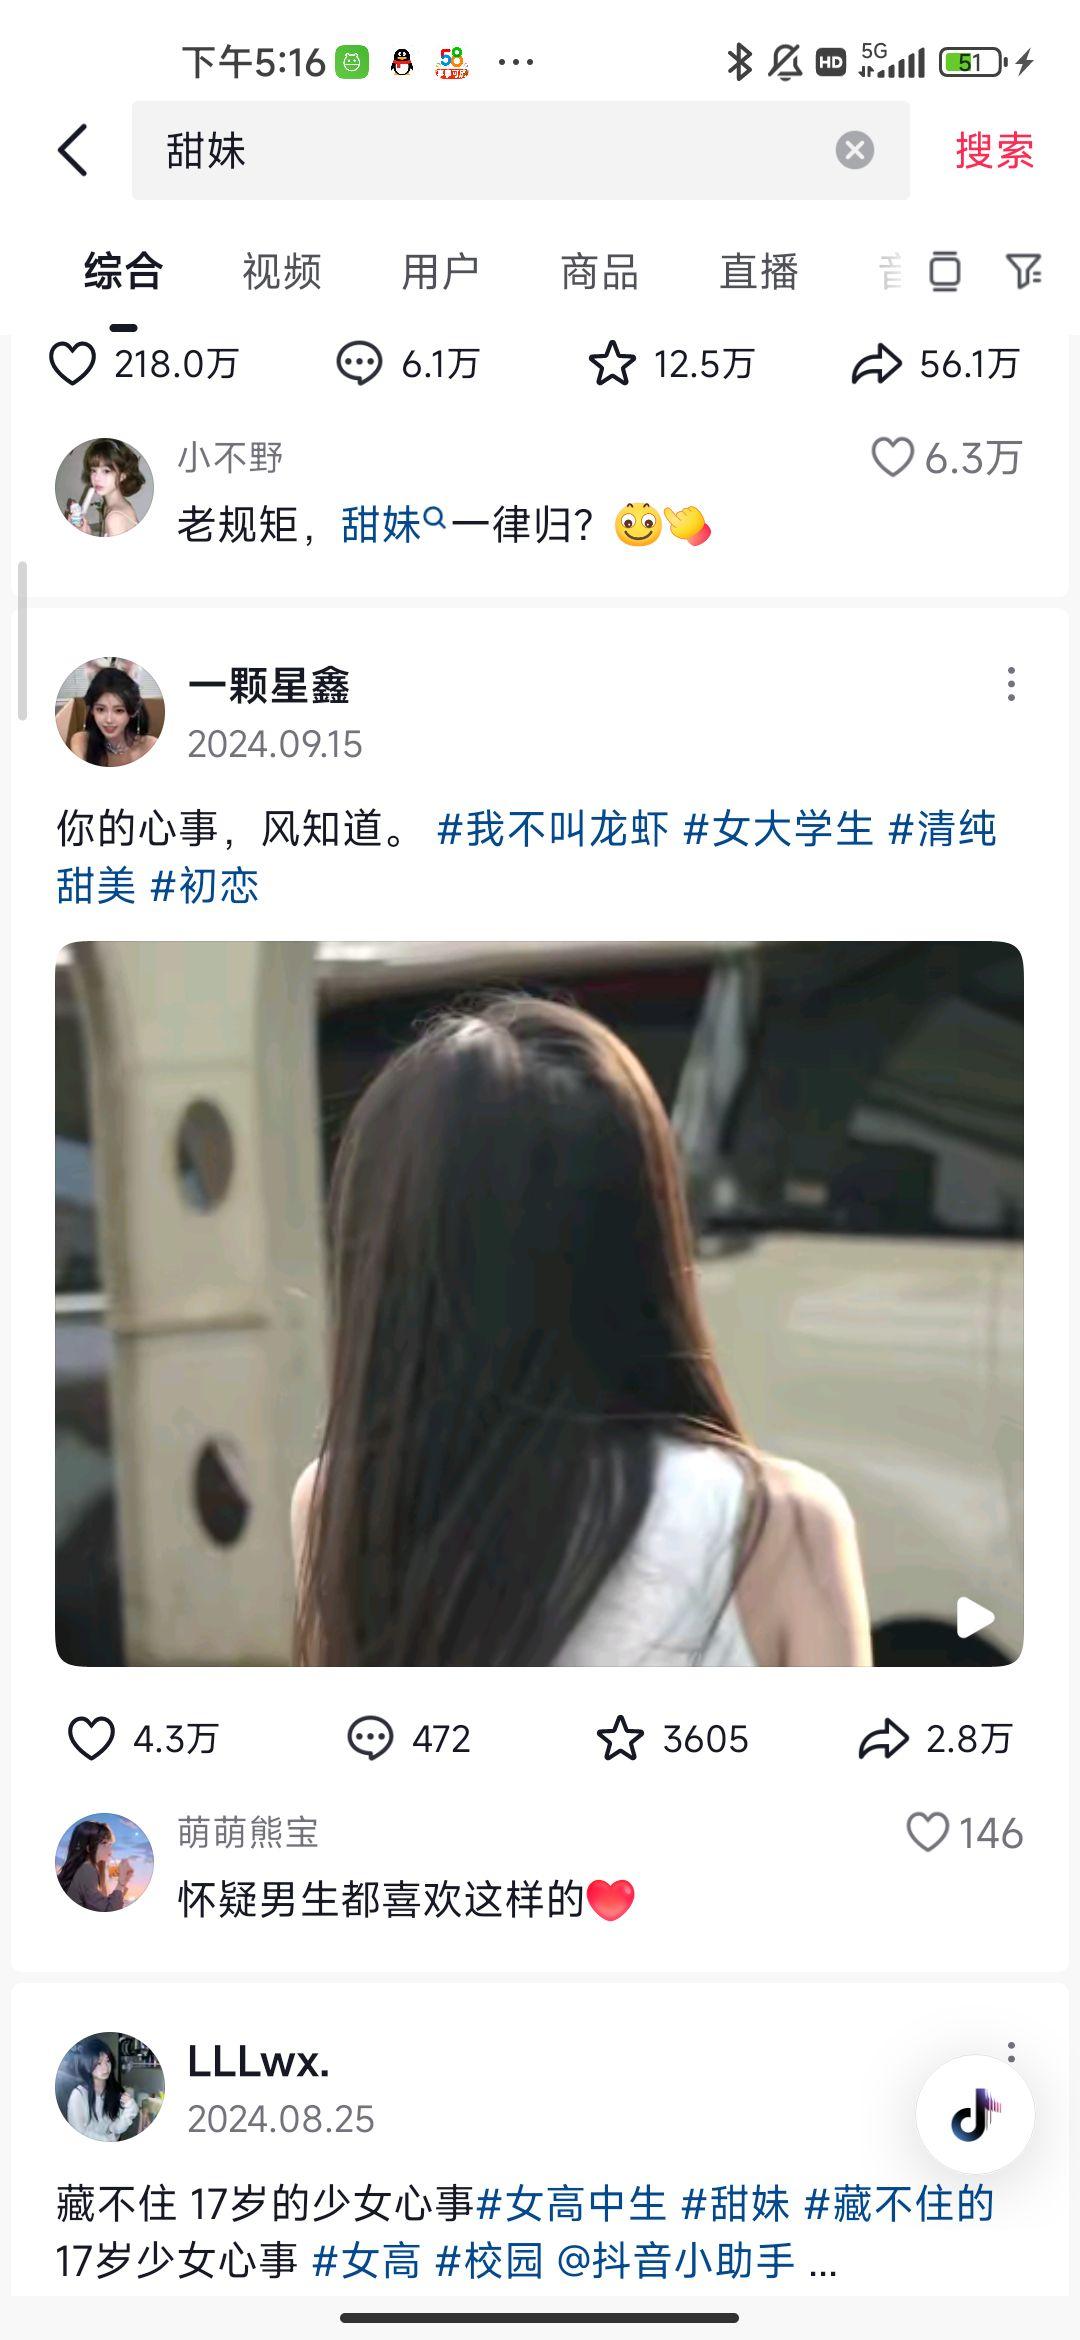 下午5:16 58 ... HD 5G 51
甜妹 搜索
综合 视频 用户 商品 直播
218.0万 6.1万 12.5万 56.1万
小不野 6.3万
老规矩，甜妹一律归？
一颗星鑫
2024.09.15
你的心事，风知道。 #我不叫龙虾 #女大学生 #清纯
甜美 #初恋
4.3万 472 3605 2.8万
萌萌熊宝 146
怀疑男生都喜欢这样的
LLLwx.
2024.08.25
藏不住 17岁的少女心事#女高中生 #甜妹 #藏不住的
17岁少女心事 #女高 #校园 @抖音小助手 ...